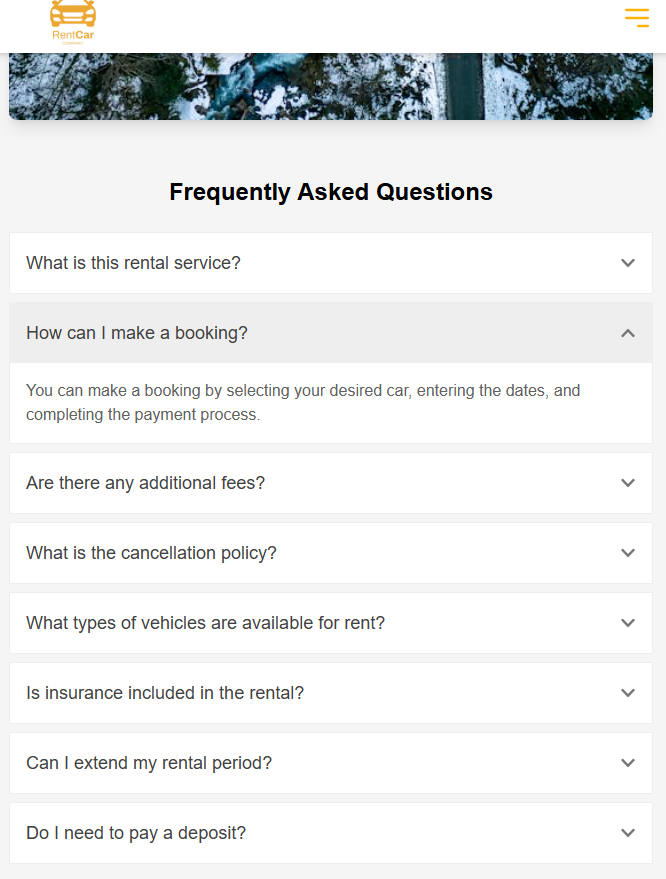 RentCar
COMPANY
Frequently Asked Questions
What is this rental service?
How can I make a booking?
You can make a booking by selecting your desired car, entering the dates, and
completing the payment process.
Are there any additional fees?
What is the cancellation policy?
What types of vehicles are available for rent?
Is insurance included in the rental?
Can I extend my rental period?
Do I need to pay a deposit?